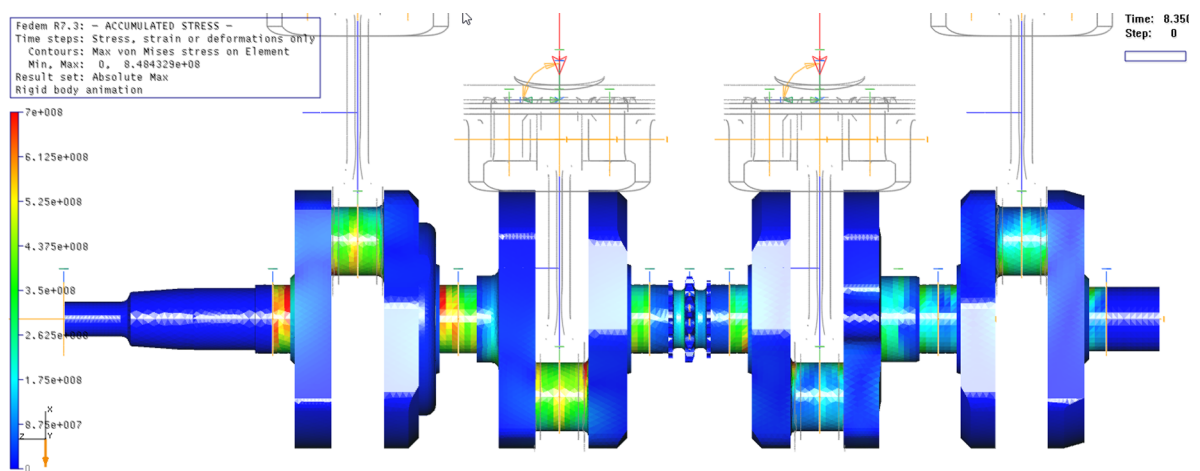 Fedem R7.3: - ACCUMULATED STRESS -
Time steps: Stress, strain or deformations only
Contours: Max von Mises stress on Element
Min, Max: 0, 8.484329e+08
Result set: Absolute Max
Rigid body animation
Time: 8.350
Step: 0
7e+008
6.125e+008
5.25e+008
4.375e+008
3.5e+008
2.625e+008
1.75e+008
8.75e+007
0
X
Z
Y